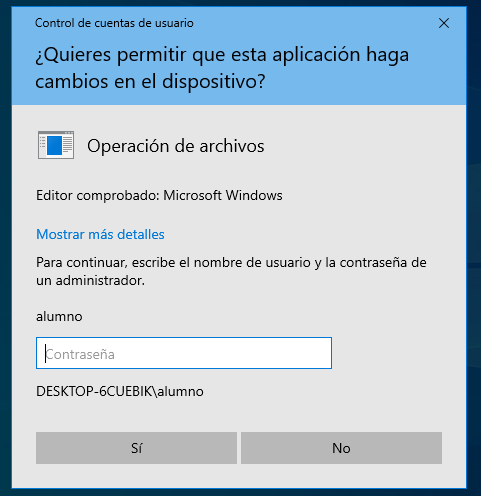 Control de cuentas de usuario
¿Quieres permitir que esta aplicación haga
cambios en el dispositivo?
Operación de archivos
Editor comprobado: Microsoft Windows
Mostrar más detalles
Para continuar, escribe el nombre de usuario y la contraseña de
un administrador.
alumno
Contraseña
DESKTOP-6CUEBIK\alumno
Sí
No